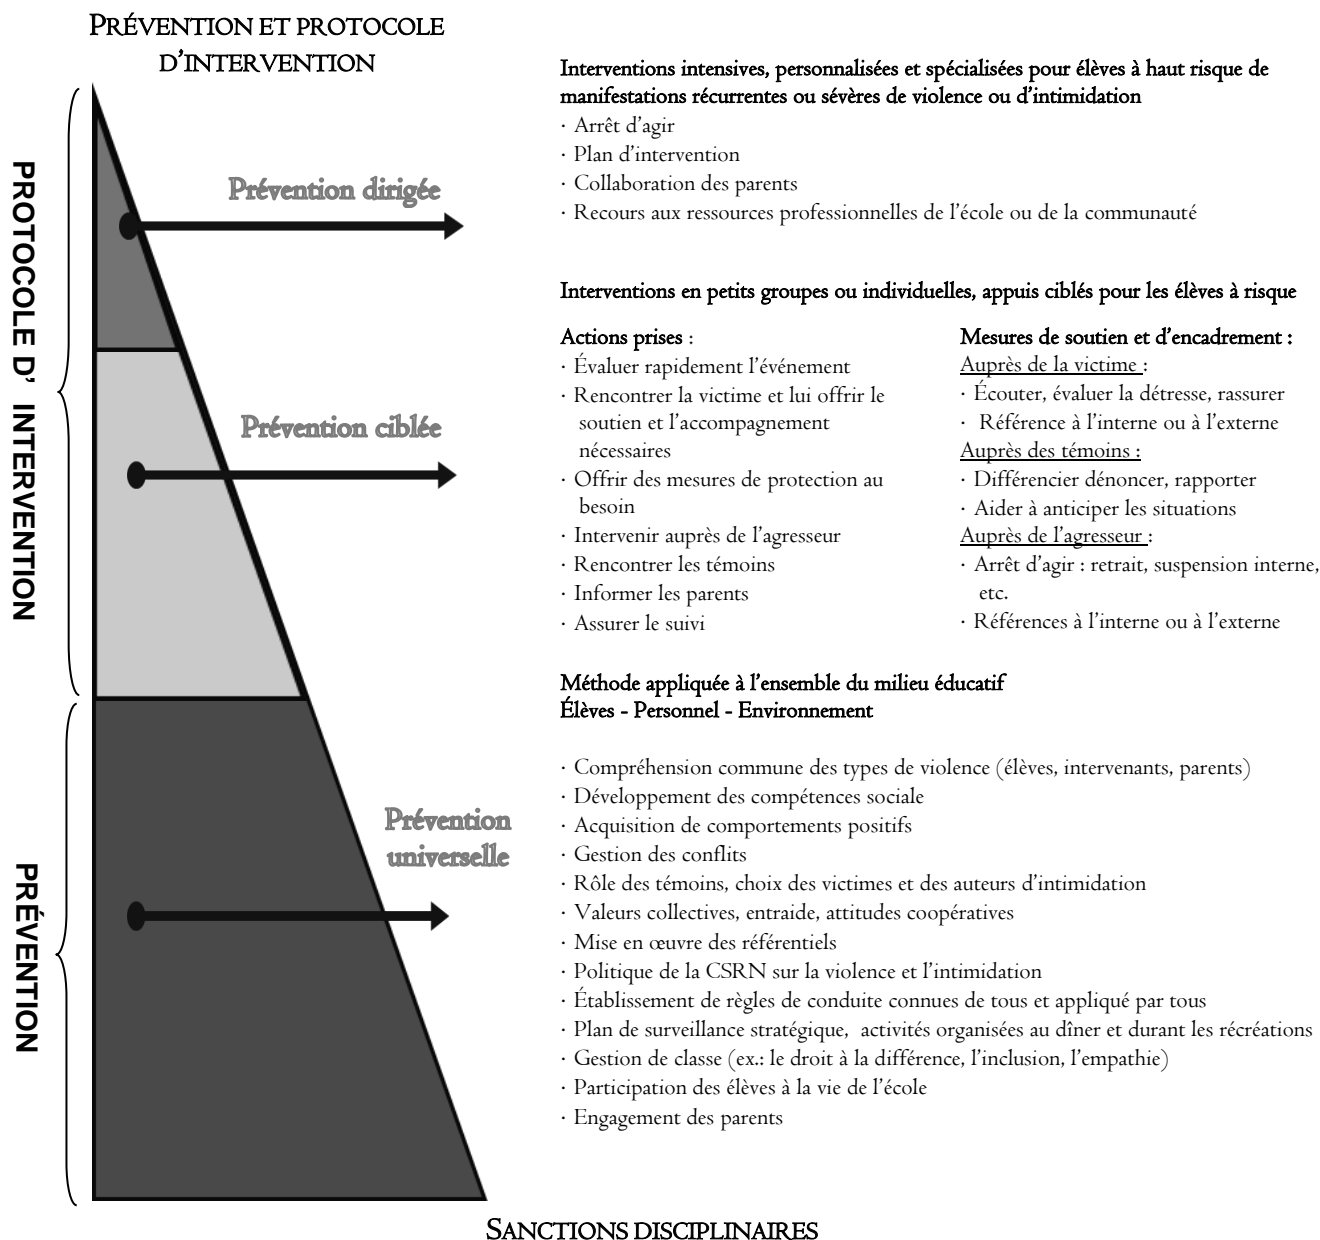 PRÉVENTION ET PROTOCOLE
D'INTERVENTION
PROTOCOLE D' INTERVENTION
Prévention dirigée
Interventions intensives, personnalisées et spécialisées pour élèves à haut risque de
manifestations récurrentes ou sévères de violence ou d'intimidation
· Arrêt d'agir
· Plan d'intervention
· Collaboration des parents
· Recours aux ressources professionnelles de l'école ou de la communauté
Prévention ciblée
Interventions en petits groupes ou individuelles, appuis ciblés pour les élèves à risque
Actions prises :
· Évaluer rapidement l'événement
· Rencontrer la victime et lui offrir le
soutien et l'accompagnement
nécessaires
· Offrir des mesures de protection au
besoin
· Intervenir auprès de l'agresseur
· Rencontrer les témoins
· Informer les parents
· Assurer le suivi
Mesures de soutien et d'encadrement :
Auprès de la victime :
· Écouter, évaluer la détresse, rassurer
· Référence à l'interne ou à l'externe
Auprès des témoins :
· Différencier dénoncer, rapporter
· Aider à anticiper les situations
Auprès de l'agresseur :
· Arrêt d'agir : retrait, suspension interne,
etc.
· Références à l'interne ou à l'externe
PRÉVENTION
Prévention
universelle
Méthode appliquée à l'ensemble du milieu éducatif
Élèves - Personnel - Environnement
· Compréhension commune des types de violence (élèves, intervenants, parents)
· Développement des compétences sociale
· Acquisition de comportements positifs
· Gestion des conflits
· Rôle des témoins, choix des victimes et des auteurs d'intimidation
· Valeurs collectives, entraide, attitudes coopératives
· Mise en œuvre des référentiels
· Politique de la CSRN sur la violence et l'intimidation
· Établissement de règles de conduite connues de tous et appliqué par tous
· Plan de surveillance stratégique, activités organisées au dîner et durant les récréations
· Gestion de classe (ex.: le droit à la différence, l'inclusion, l'empathie)
· Participation des élèves à la vie de l'école
· Engagement des parents
SANCTIONS DISCIPLINAIRES